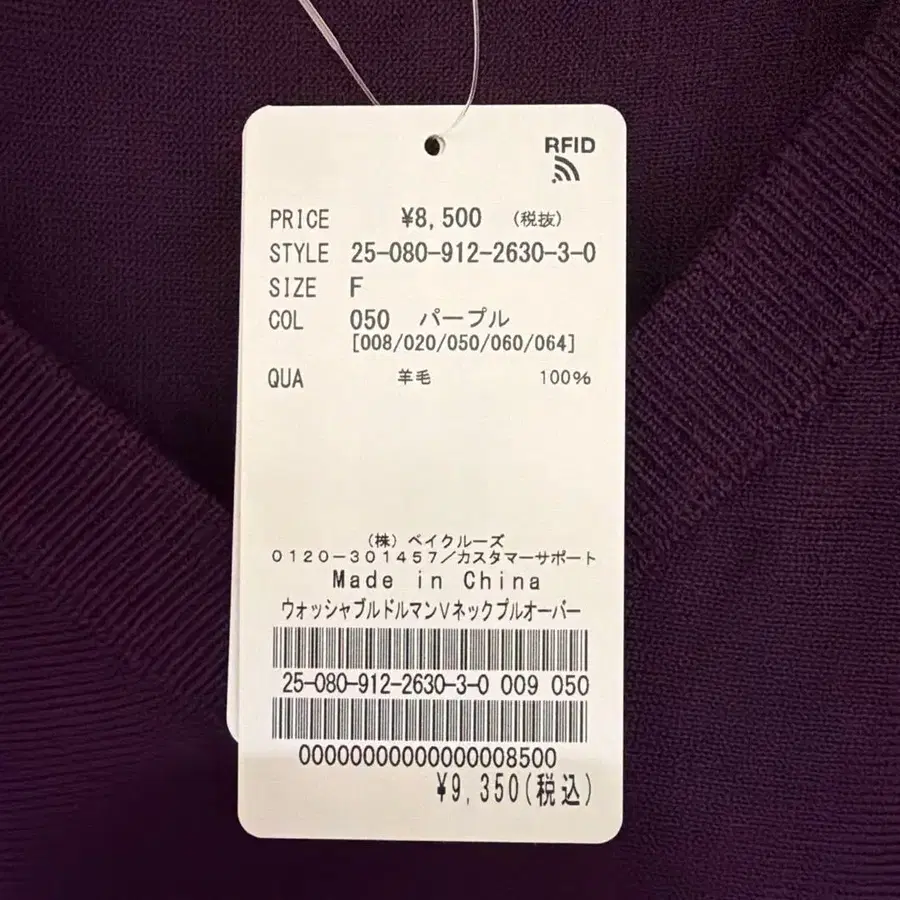 RFID
PRICE ¥8,500 (税抜)
STYLE 25-080-912-2630-3-0
SIZE F
COL 050 パープル
[008/020/050/060/064]
QUA 羊毛 100%
(株)ベイクルーズ
0120-301457/カスタマーサポート
Made in China
ウォッシャブルドルマンVネックプルオーバー
25-080-912-2630-3-0 009 050
00000000000000008500
¥9,350(税込)